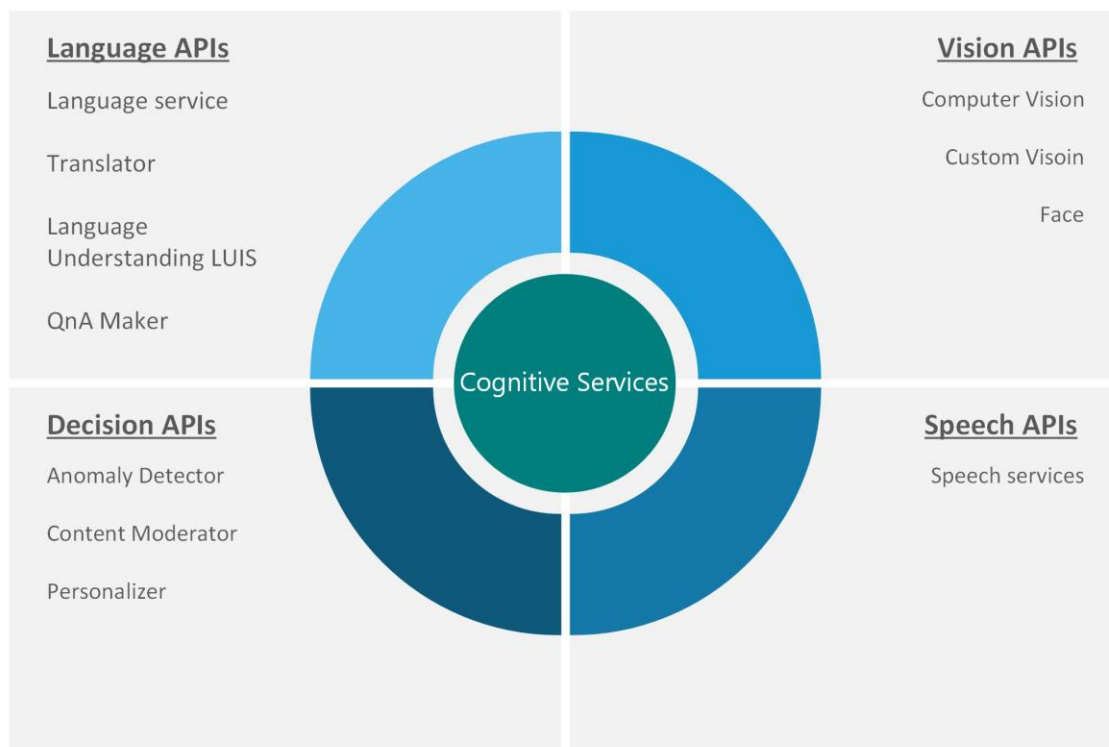 Language APIs
Language service
Translator
Language
Understanding LUIS
QnA Maker
Vision APIs
Computer Vision
Custom Visoin
Face
Cognitive Services
Decision APIs
Anomaly Detector
Content Moderator
Personalizer
Speech APIs
Speech services